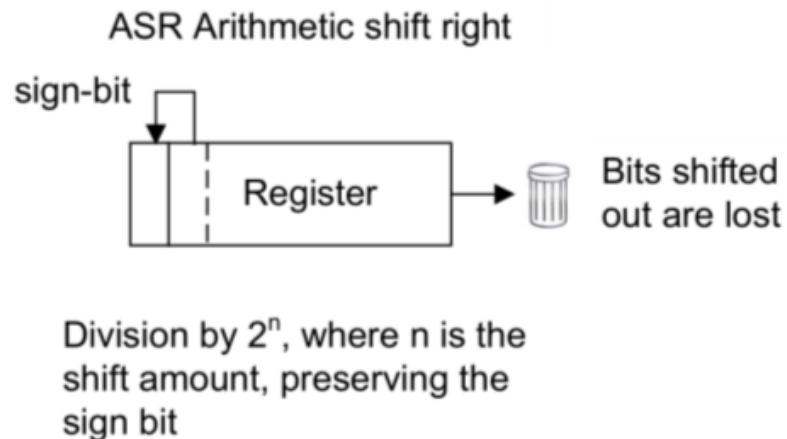 ASR Arithmetic shift right
sign-bit
Register
Bits shifted
out are lost
Division by 2ⁿ, where n is the
shift amount, preserving the
sign bit